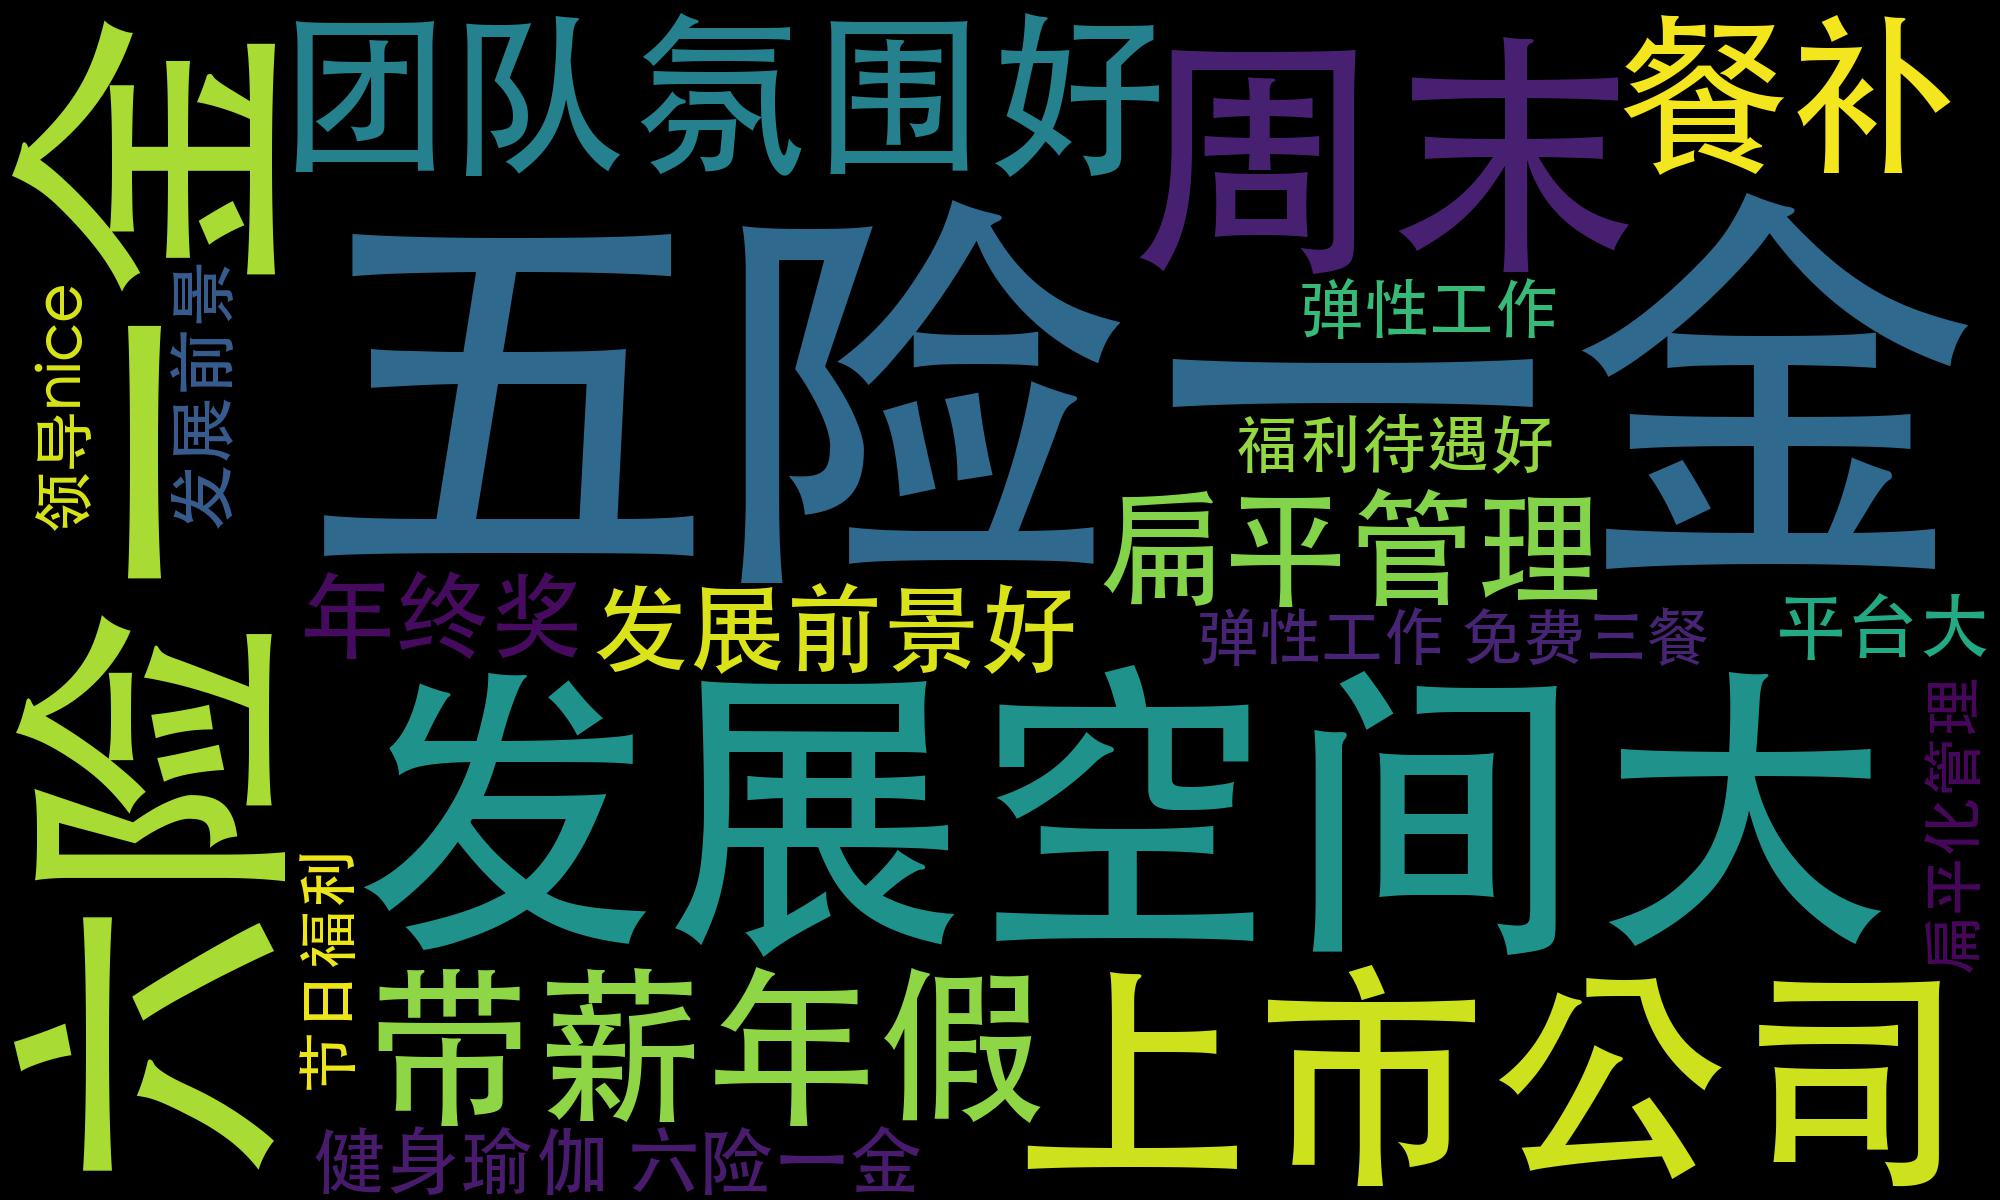 六险一金
团队氛围好
周末
餐补
领导nice
发展前景
五险一金
弹性工作
福利待遇好
扁平管理
年终奖
发展前景好
弹性工作 免费三餐
平台大
发展空间大
扁平化管理
节日福利
带薪年假
上市公司
健身瑜伽 六险一金